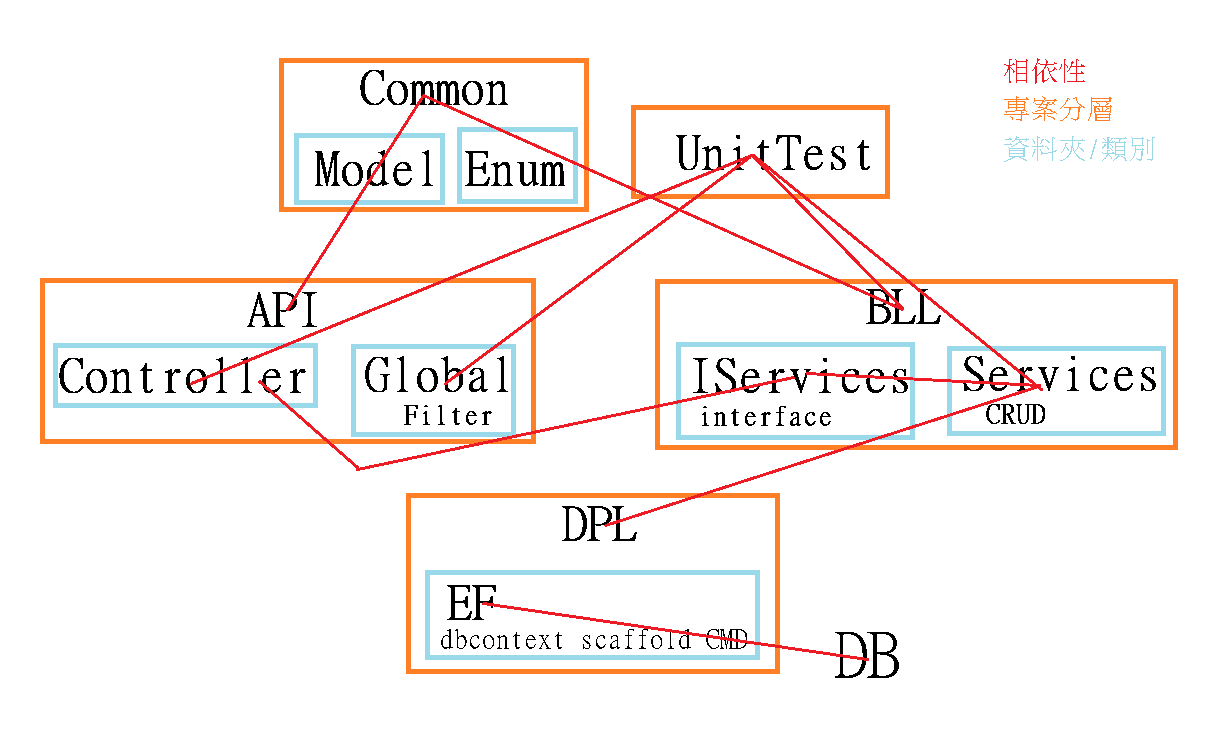 Common
Model
Enum
UnitTest
相依性
專案分層
資料夾/類別
API
Controller
Global
Filter
BLL
IServices
interface
Services
CRUD
DPL
EF
dbcontext scaffold CMD
DB